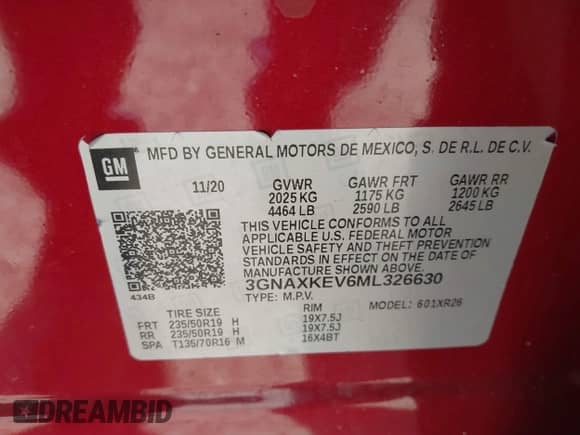 GM MFD BY GENERAL MOTORS DE MEXICO, S. DE R.L. DE C.V.
11/20 GVWR GAWR FRT GAWR RR
2025 KG 1175 KG 1200 KG
4464 LB 2590 LB 2645 LB
THIS VEHICLE CONFORMS TO ALL
APPLICABLE U.S. FEDERAL MOTOR
VEHICLE SAFETY AND THEFT PREVENTION
STANDARDS IN EFFECT ON THE DATE OF
MANUFACTURE SHOWN ABOVE.
3GNAXKEV6ML326630
434B TYPE: M.P.V. MODEL: 601XR26
TIRE SIZE RIM
FRT 235/50R19 H 19X7.5J
RR 235/50R19 H 19X7.5J
SPA T135/70R16 M 16X4BT
DREAMBID